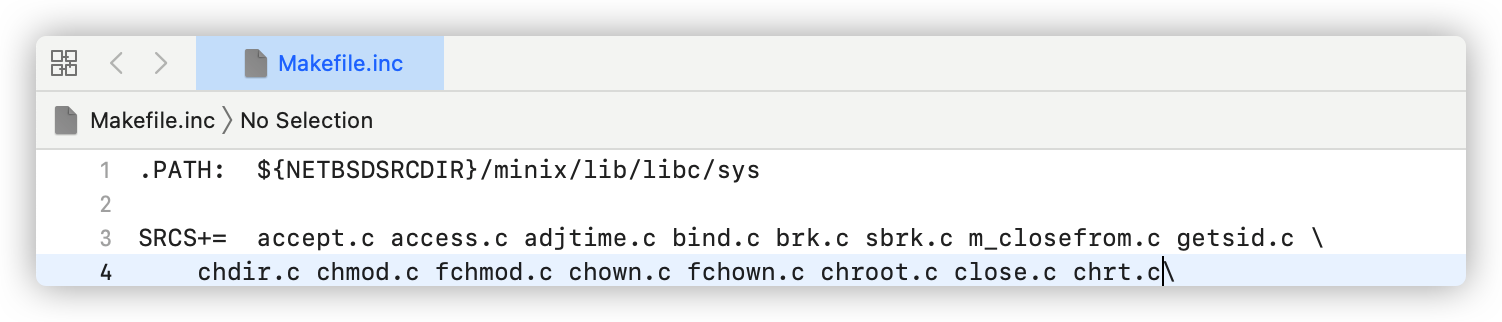 Makefile.inc
Makefile.inc 〉 No Selection
1 .PATH:  ${NETBSDSRCDIR}/minix/lib/libc/sys
2
3 SRCS+=  accept.c access.c adjtime.c bind.c brk.c sbrk.c m_closefrom.c getsid.c \
4     chdir.c chmod.c fchmod.c chown.c fchown.c chroot.c close.c chrt.c\